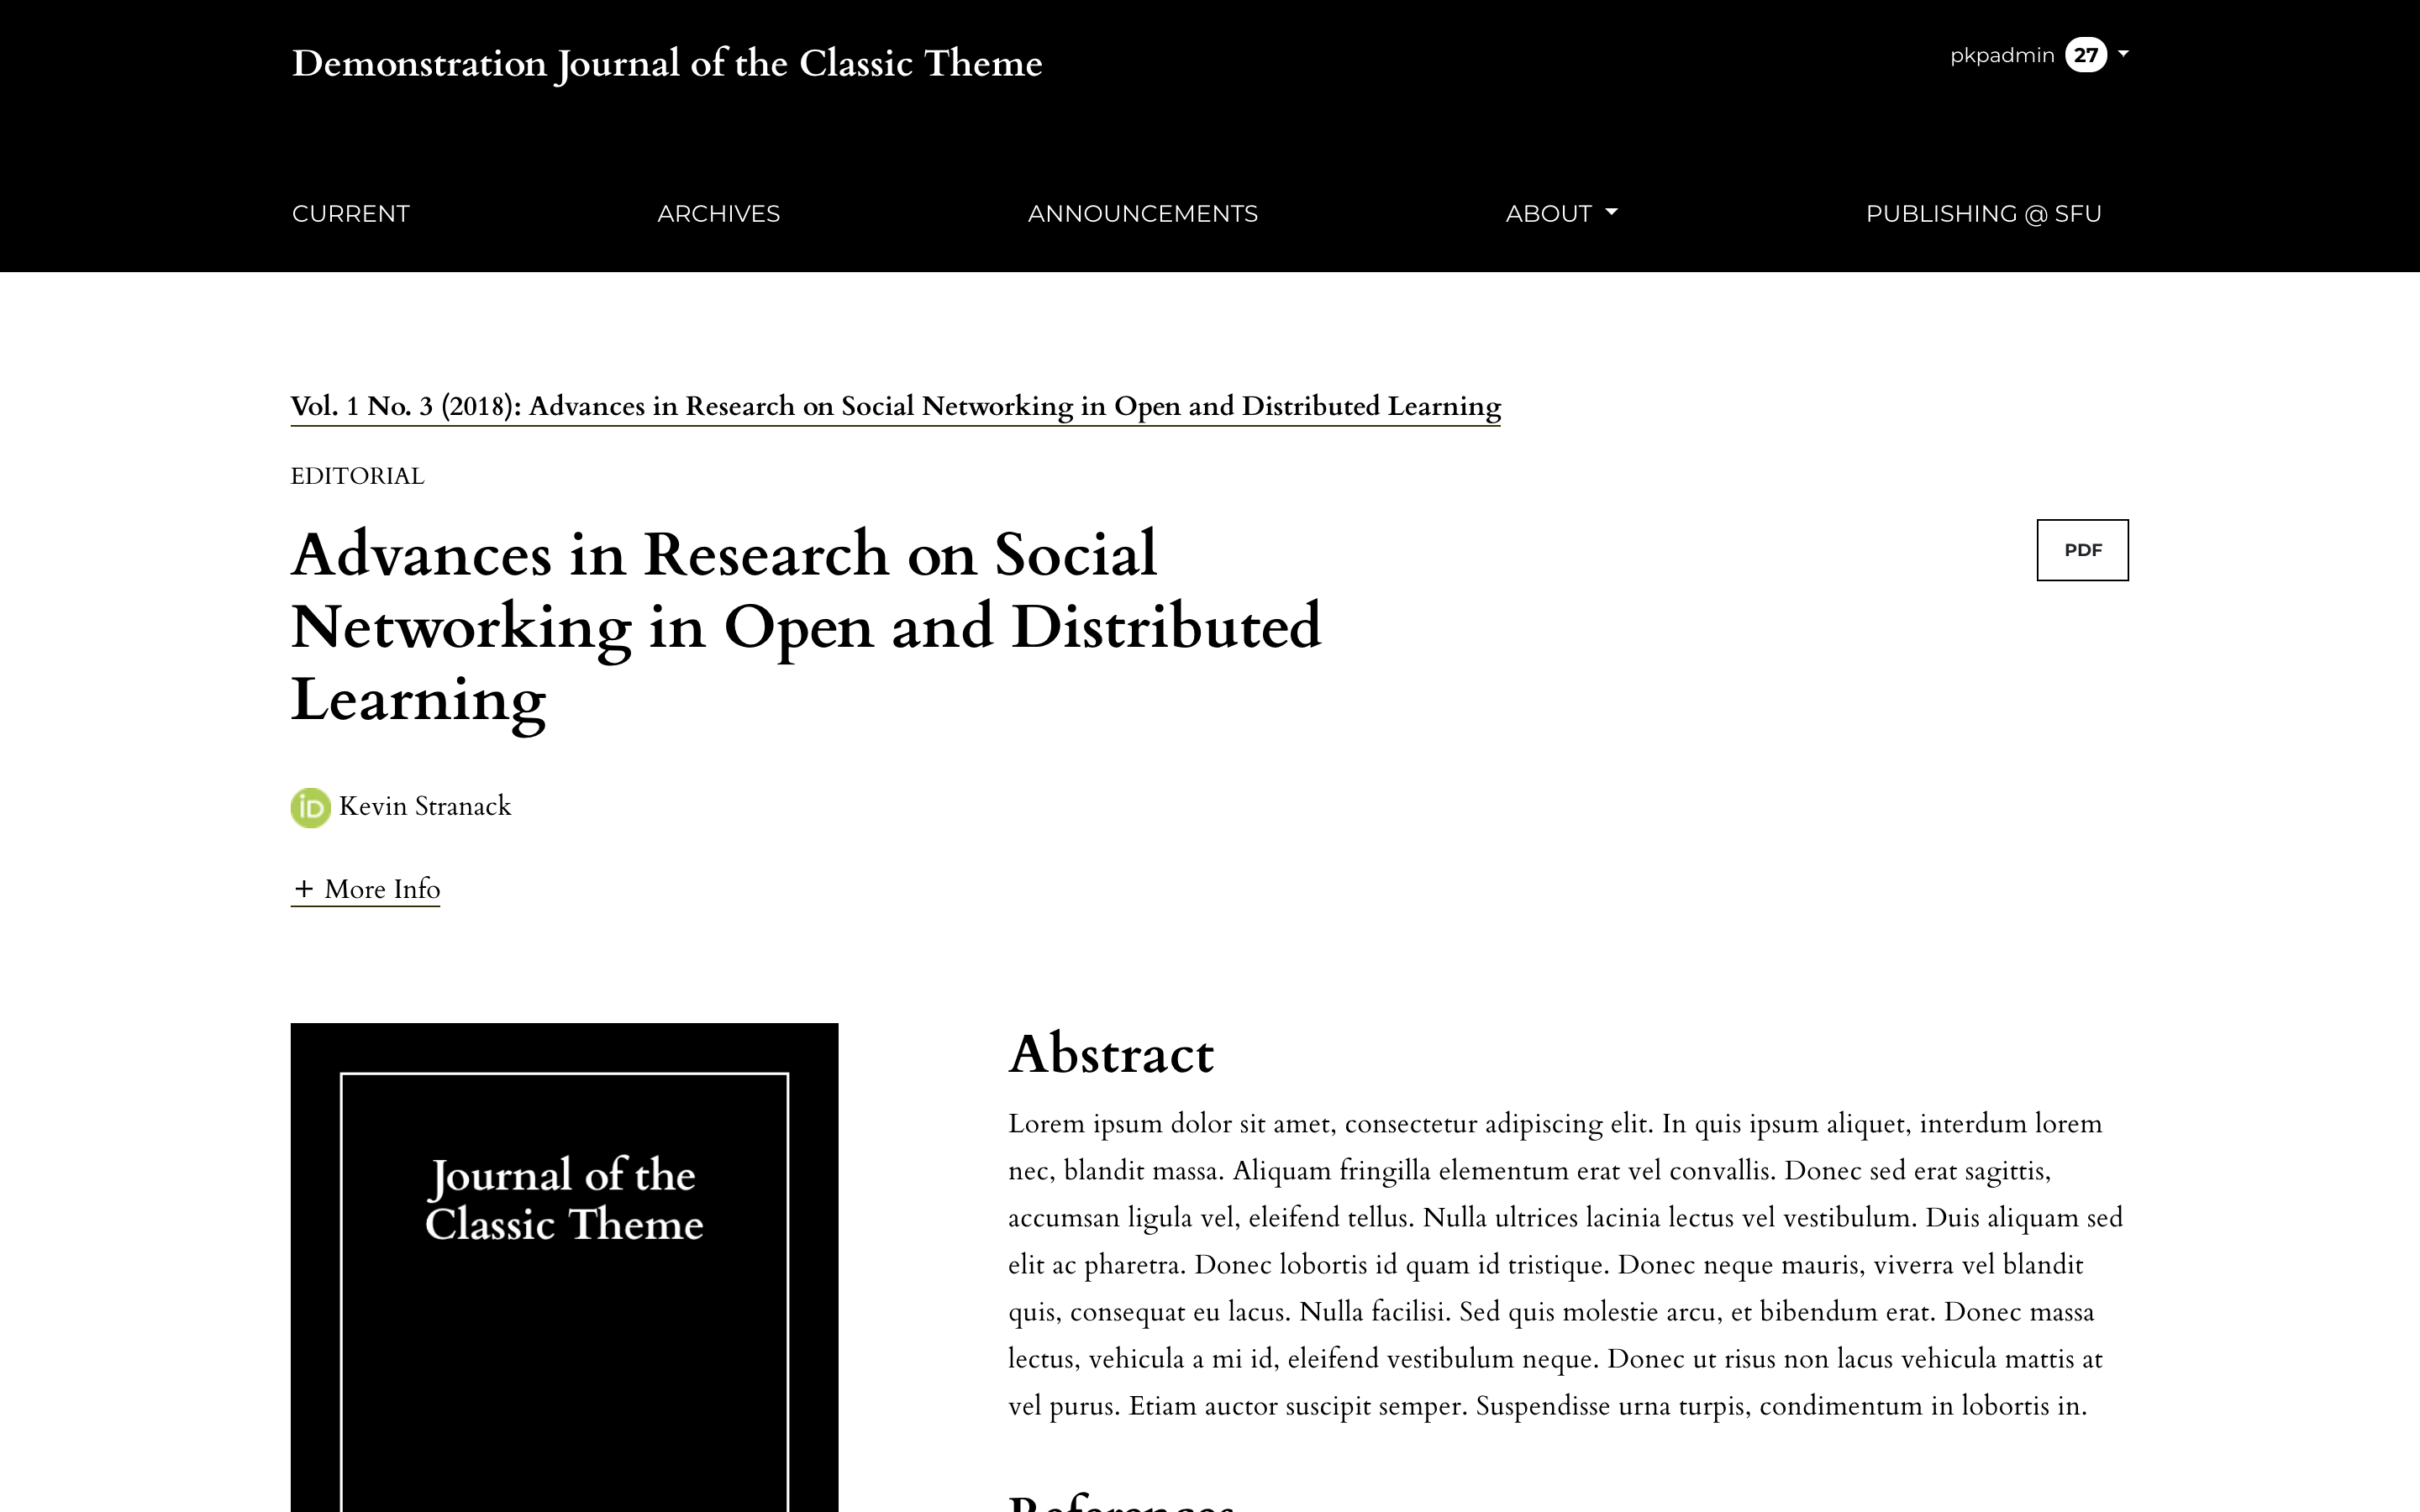 Demonstration Journal of the Classic Theme
pkpadmin 27
CURRENT ARCHIVES ANNOUNCEMENTS ABOUT PUBLISHING @ SFU
Vol. 1 No. 3 (2018): Advances in Research on Social Networking in Open and Distributed Learning
EDITORIAL
Advances in Research on Social
Networking in Open and Distributed
Learning
PDF
iD Kevin Stranack
+ More Info
Journal of the
Classic Theme
Abstract
Lorem ipsum dolor sit amet, consectetur adipiscing elit. In quis ipsum aliquet, interdum lorem
nec, blandit massa. Aliquam fringilla elementum erat vel convallis. Donec sed erat sagittis,
accumsan ligula vel, eleifend tellus. Nulla ultrices lacinia lectus vel vestibulum. Duis aliquam sed
elit ac pharetra. Donec lobortis id quam id tristique. Donec neque mauris, viverra vel blandit
quis, consequat eu lacus. Nulla facilisi. Sed quis molestie arcu, et bibendum erat. Donec massa
lectus, vehicula a mi id, eleifend vestibulum neque. Donec ut risus non lacus vehicula mattis at
vel purus. Etiam auctor suscipit semper. Suspendisse urna turpis, condimentum in lobortis in.
References